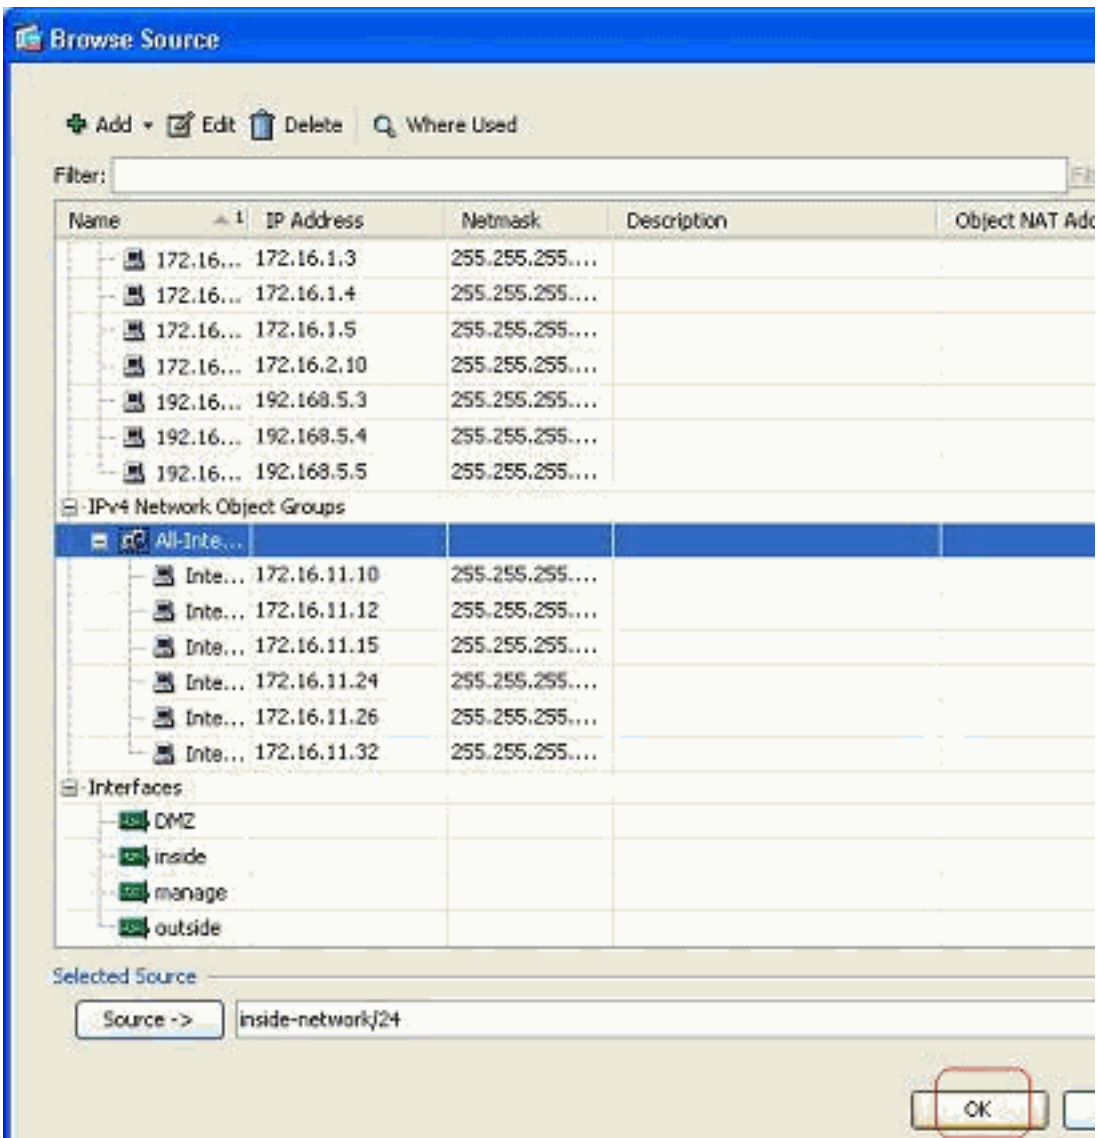 Browse Source
Add Edit Delete Where Used
Filter:
Name 1 IP Address Netmask Description Object NAT Add
172.16... 172.16.1.3 255.255.255....
172.16... 172.16.1.4 255.255.255....
172.16... 172.16.1.5 255.255.255....
172.16... 172.16.2.10 255.255.255....
192.16... 192.168.5.3 255.255.255....
192.16... 192.168.5.4 255.255.255....
192.16... 192.168.5.5 255.255.255....
IPv4 Network Object Groups
All-Inte...
Inte... 172.16.11.10 255.255.255....
Inte... 172.16.11.12 255.255.255....
Inte... 172.16.11.15 255.255.255....
Inte... 172.16.11.24 255.255.255....
Inte... 172.16.11.26 255.255.255....
Inte... 172.16.11.32 255.255.255....
Interfaces
DMZ
inside
manage
outside
Selected Source
Source -> inside-network/24
OK